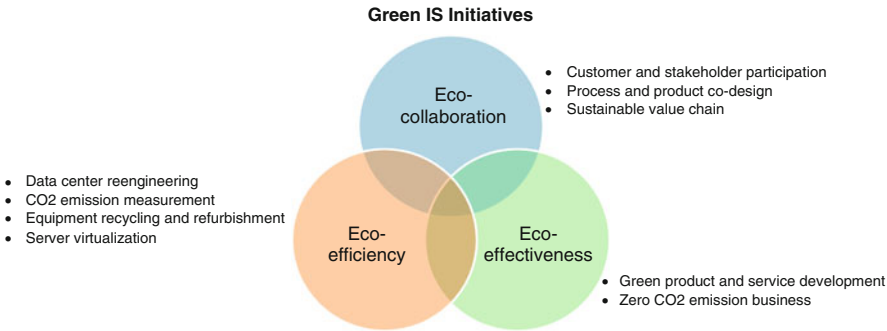 Green IS Initiatives
Eco-
collaboration
• Customer and stakeholder participation
• Process and product co-design
• Sustainable value chain
• Data center reengineering
• CO2 emission measurement
• Equipment recycling and refurbishment
• Server virtualization
Eco-
efficiency
Eco-
effectiveness
• Green product and service development
• Zero CO2 emission business